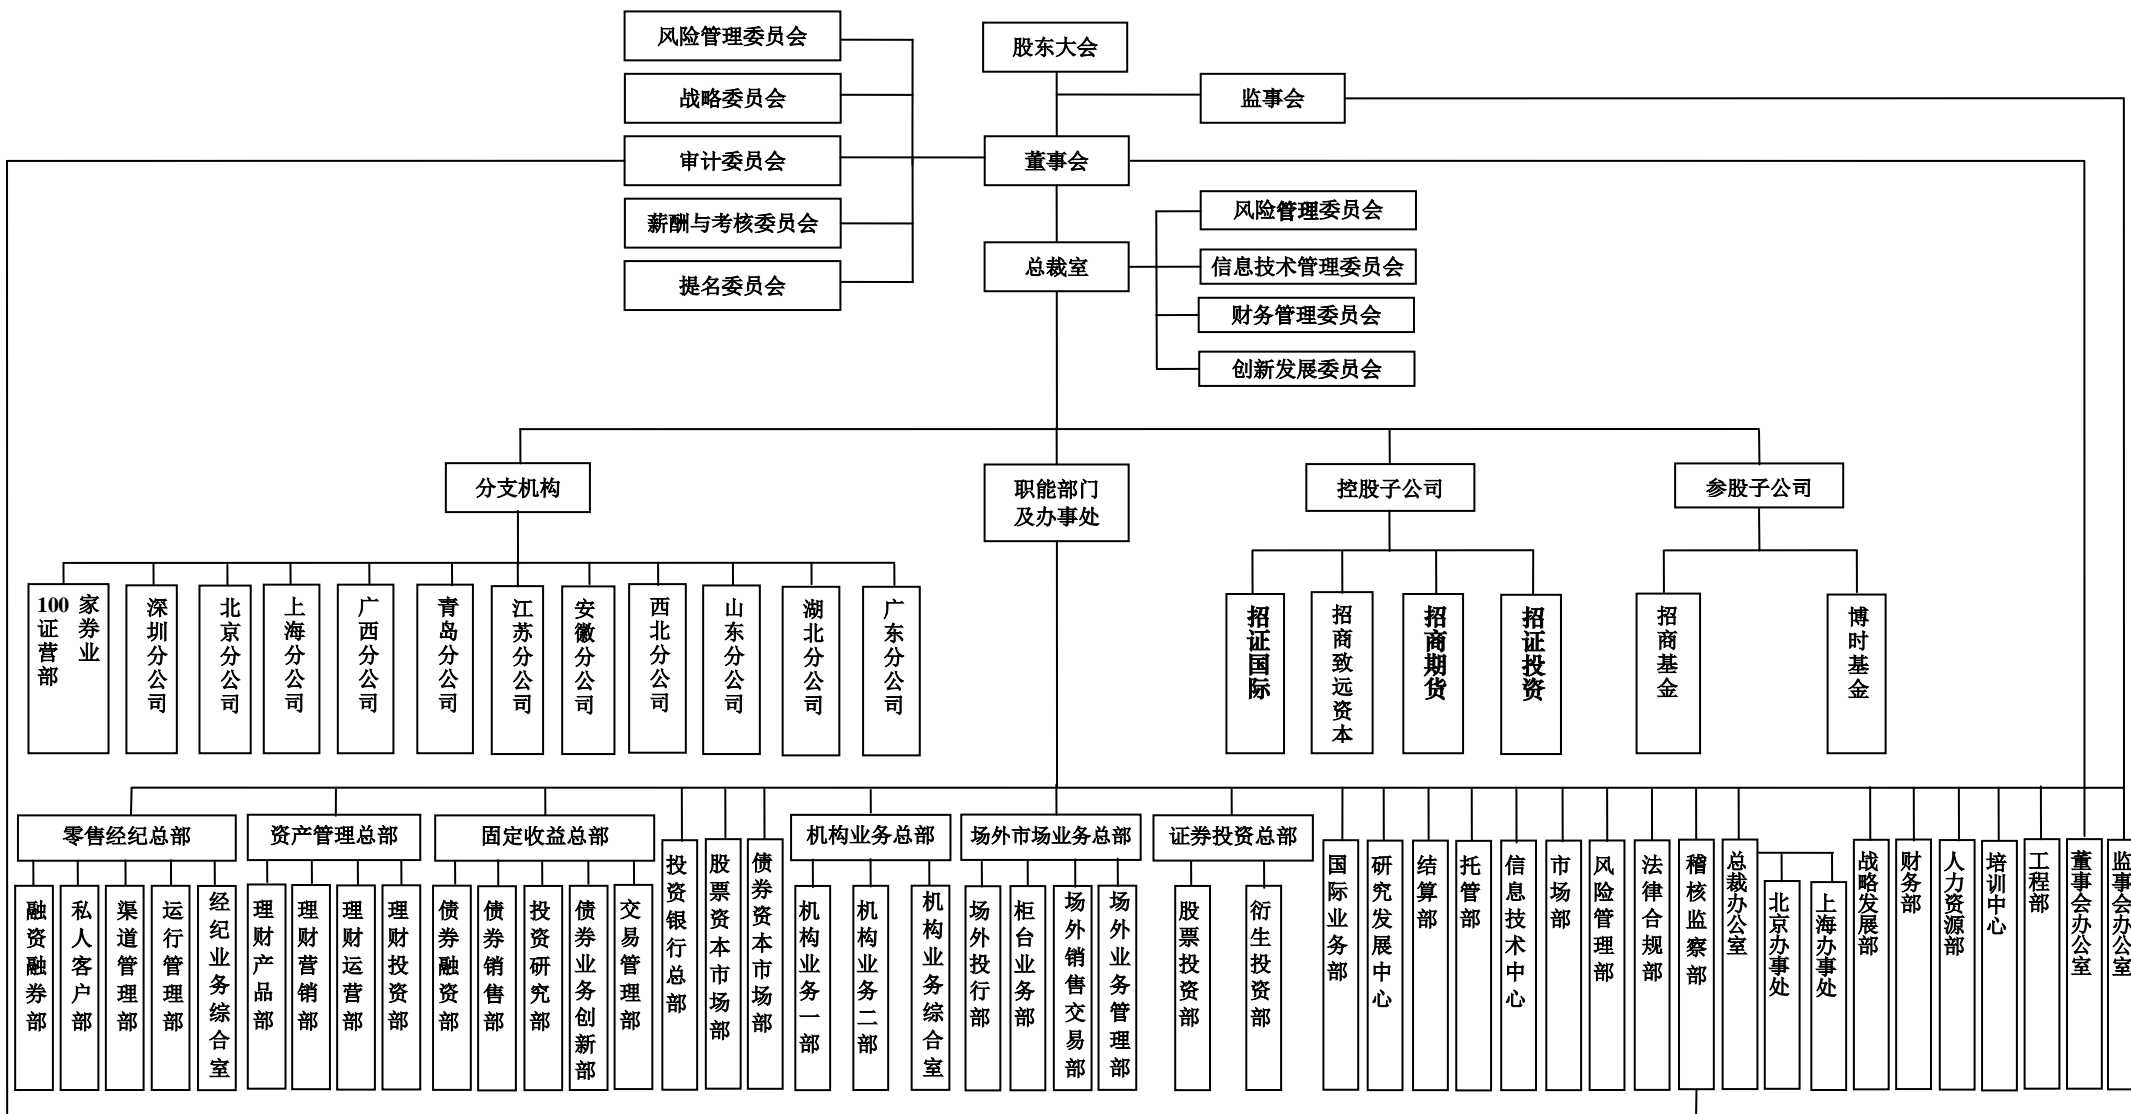 风险管理委员会
股东大会
战略委员会
监事会
审计委员会
董事会
薪酬与考核委员会
风险管理委员会
总裁室
信息技术管理委员会
提名委员会
财务管理委员会
创新发展委员会
分支机构
职能部门
及办事处
控股子公司
参股子公司
100家
证券
营业
部
深圳分公司
北京分公司
上海分公司
广西分公司
青岛分公司
江苏分公司
安徽分公司
西北分公司
山东分公司
湖北分公司
广东分公司
招证国际
招商致远资本
招商期货
招证投资
招商基金
博时基金
零售经纪总部
融资融券部
私人客户部
渠道管理部
运行管理部
经纪业务综合室
资产管理总部
理财产品部
理财营销部
理财运营部
理财投资部
固定收益总部
债券融资部
债券销售部
投资研究部
债券业务创新部
交易管理部
投资银行总部
股票资本市场部
债券资本市场部
机构业务总部
机构业务一部
机构业务二部
机构业务综合室
场外市场业务总部
场外投行部
柜台业务部
场外销售交易部
场外业务管理部
证券投资总部
股票投资部
衍生投资部
国际业务部
研究发展中心
结算部
托管部
信息技术中心
市场部
风险管理部
法律合规部
稽核监察部
总裁办公室
北京办事处
上海办事处
战略发展部
财务部
人力资源部
培训中心
工程部
董事会办公室
监事会办公室